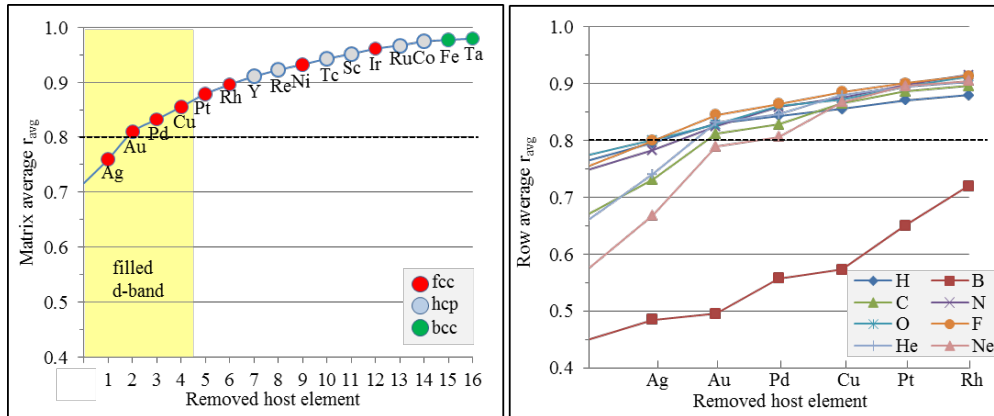 1.0
0.9
0.8
0.7
0.6
0.5
0.4
Matrix average r_avg
Ag
Au
Pd
Cu
Pt
Rh
Y
Re
Ni
Tc
Sc
Ir
Ru
Co
Fe
Ta
filled
d-band
fcc
hcp
bcc
1 2 3 4 5 6 7 8 9 10 11 12 13 14 15 16
Removed host element
1.0
0.9
0.8
0.7
0.6
0.5
0.4
Row average r_avg
H B
C N
O F
He Ne
Ag Au Pd Cu Pt Rh
Removed host element